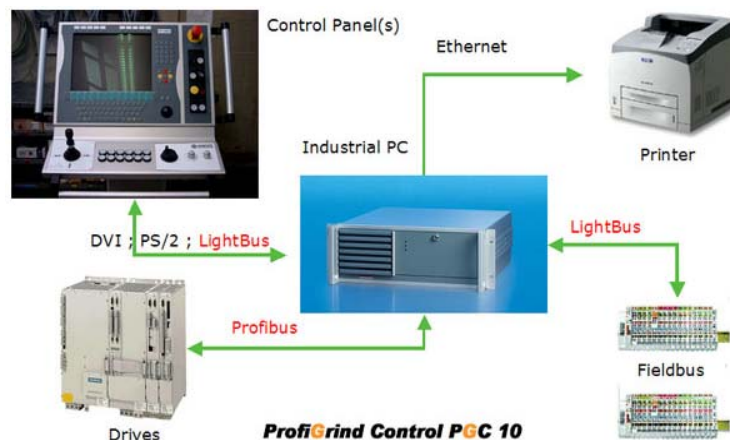 Control Panel(s)
Ethernet
Printer
Industrial PC
DVI ; PS/2 ; LightBus
LightBus
Profibus
Fieldbus
Drives
ProfiGrind Control PGC 10